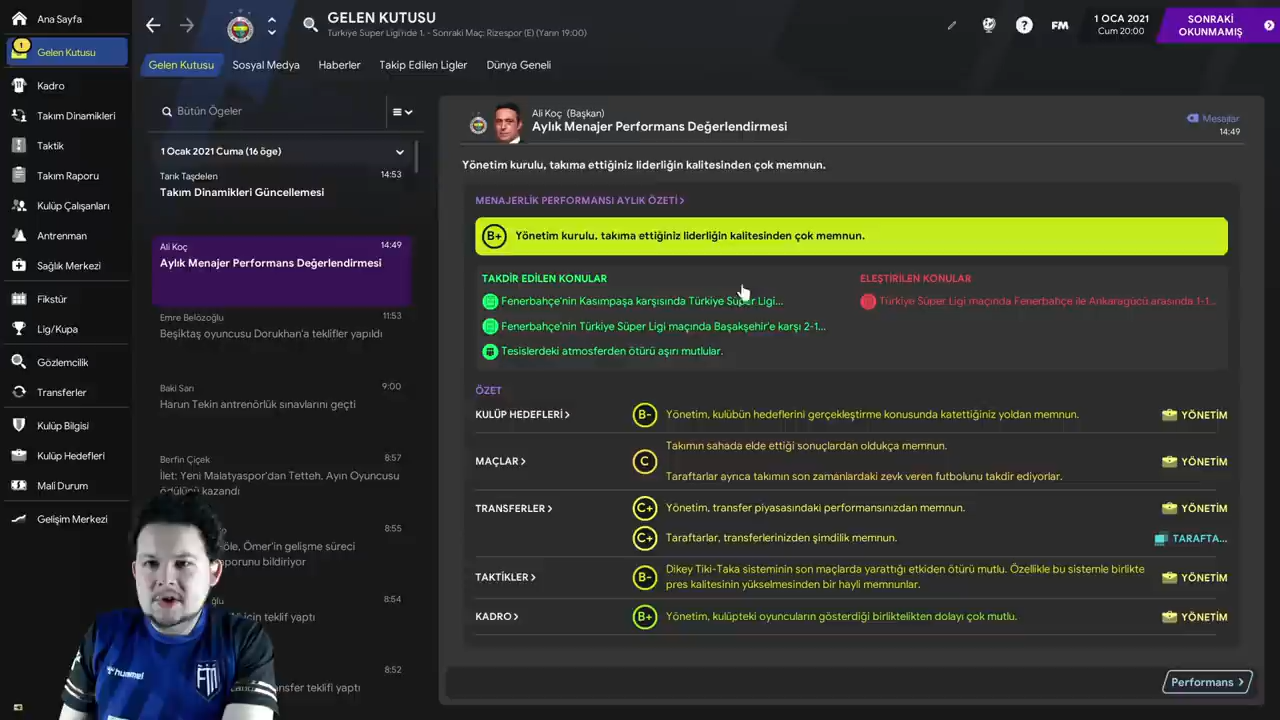 Ana Sayfa
1
Gelen Kutusu
Kadro
Takım Dinamikleri
Taktik
Takım Raporu
Kulüp Çalışanları
Antrenman
Sağlık Merkezi
Fikstür
Lig/Kupa
Gözlemcilik
Transferler
Kulüp Bilgisi
Kulüp Hedefleri
Mali Durum
Gelişim Merkezi
GELEN KUTUSU
Türkiye Süper Ligi'nde 1. - Sonraki Maç: Rizespor (E) (Yarın 19:00)
?
FM
1 OCA 2021
Cum 20:00
SONRAKİ
OKUNMAMIŞ
Gelen Kutusu
Sosyal Medya
Haberler
Takip Edilen Ligler
Dünya Geneli
Bütün Ögeler
1 Ocak 2021 Cuma (16 öge)
Tarık Taşdelen
14:53
Takım Dinamikleri Güncellemesi
Ali Koç
14:49
Aylık Menajer Performans Değerlendirmesi
Emre Belözoğlu
11:53
Beşiktaş oyuncusu Dorukhan'a teklifler yapıldı
Baki Sarı
9:00
Harun Tekin antrenörlük sınavlarını geçti
Berfin Çiçek
8:57
İlet: Yeni Malatyaspor'dan Tetteh, Ayın Oyuncusu
ödülünü kazandı
8:55
Ömer'in gelişme süreci
bildiriyor
8:54
için teklif yaptı
8:52
transfer teklifi yaptı
Ali Koç (Başkan)
Aylık Menajer Performans Değerlendirmesi
Mesajlar
14:49
Yönetim kurulu, takıma ettiğiniz liderliğin kalitesinden çok memnun.
MENAJERLİK PERFORMANSI AYLIK ÖZETİ
B+ Yönetim kurulu, takıma ettiğiniz liderliğin kalitesinden çok memnun.
TAKDİR EDİLEN KONULAR
Fenerbahçe'nin Kasımpaşa karşısında Türkiye Süper Ligi...
Fenerbahçe'nin Türkiye Süper Ligi maçında Başakşehir'e karşı 2-1...
Tesislerdeki atmosferden ötürü aşırı mutlular.
ELEŞTİRİLEN KONULAR
Türkiye Süper Ligi maçında Fenerbahçe ile Ankaragücü arasında 1-1...
ÖZET
KULÜP HEDEFLERİ B- Yönetim, kulübün hedeflerini gerçekleştirme konusunda katettiğiniz yoldan memnun. YÖNETİM
Takımın sahada elde ettiği sonuçlardan oldukça memnun.
MAÇLAR C YÖNETİM
Taraftarlar ayrıca takımın son zamanlardaki zevk veren futbolunu takdir ediyorlar.
TRANSFERLER C+ Yönetim, transfer piyasasındaki performansınızdan memnun. YÖNETİM
C+ Taraftarlar, transferlerinizden şimdilik memnun. TARAFTA...
Dikey Tiki-Taka sisteminin son maçlarda yarattığı etkiden ötürü mutlu. Özellikle bu sistemle birlikte
TAKTİKLER B- YÖNETİM
pres kalitesinin yükselmesinden bir hayli memnunlar.
KADRO B+ Yönetim, kulüpteki oyuncuların gösterdiği birliktelikten dolayı çok mutlu. YÖNETİM
Performans
hummel
FM